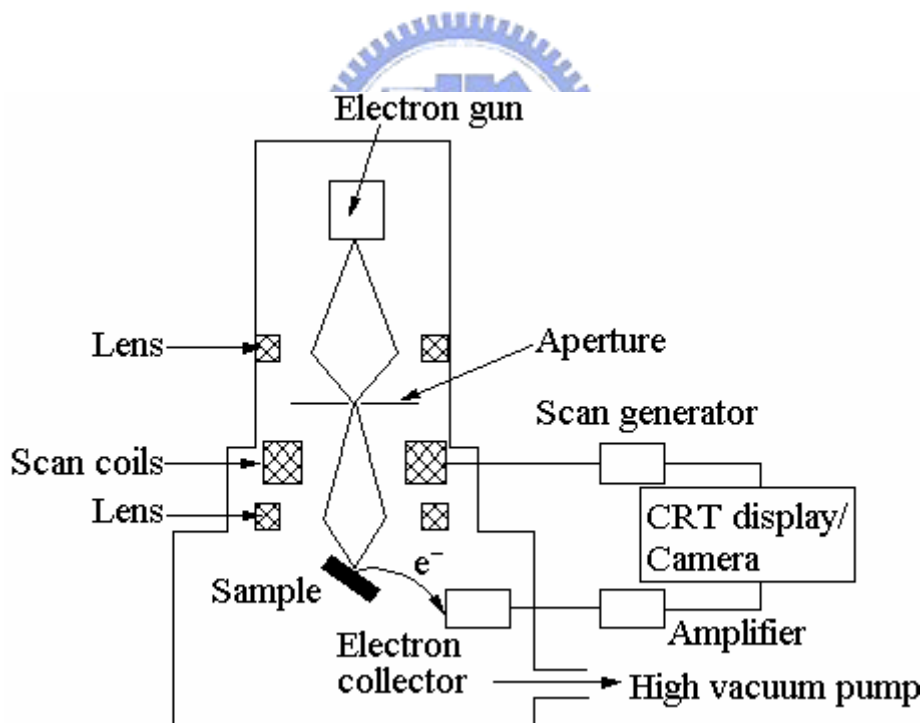 Electron gun
Lens
Aperture
Scan generator
Scan coils
Lens
CRT display/
Camera
e⁻
Sample
Amplifier
Electron
collector
High vacuum pump